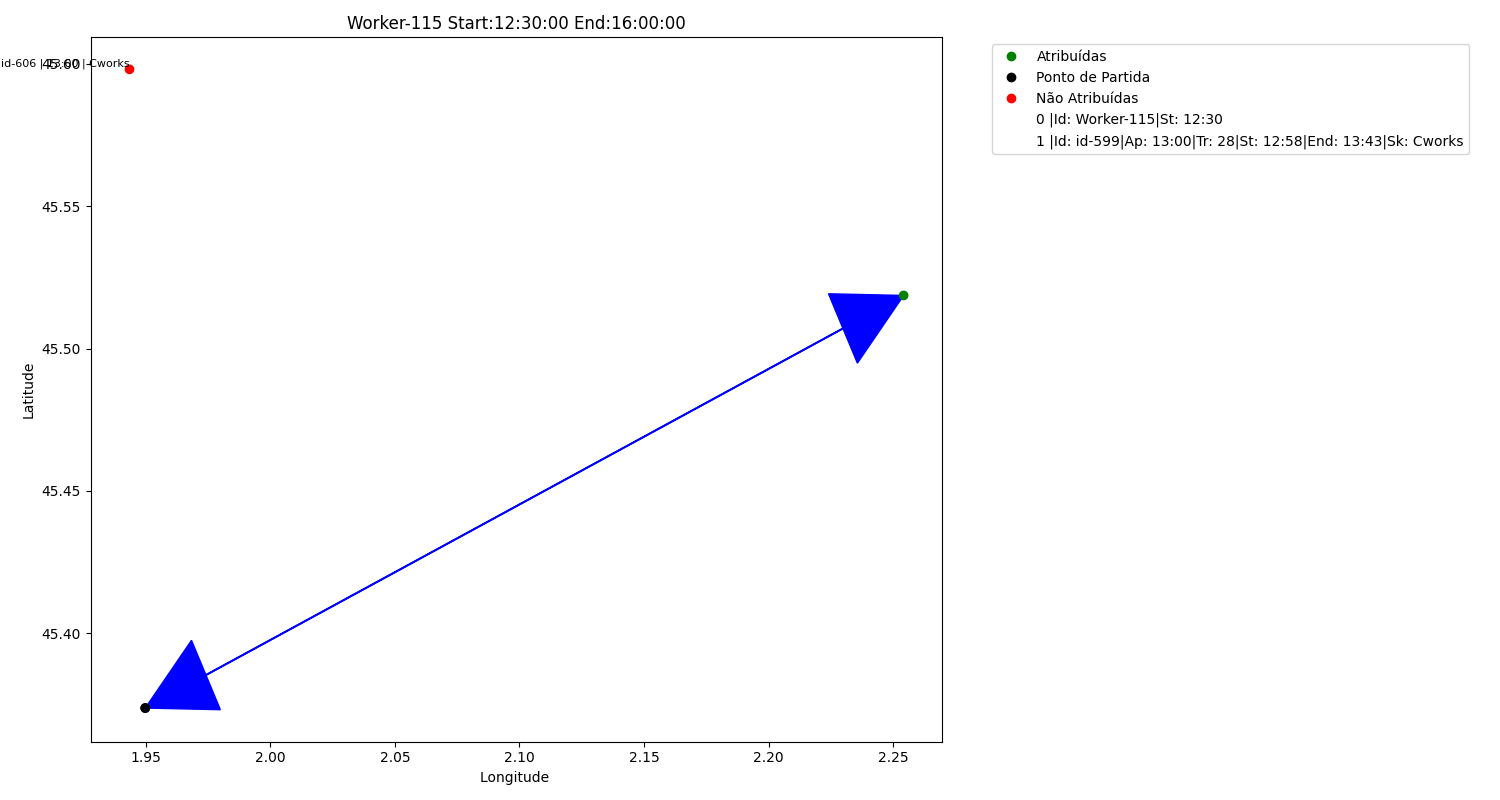 Worker-115 Start:12:30:00 End:16:00:00
id-606 | | Cworks
45.60
45.55
45.50
45.45
45.40
Latitude
1.95
2.00
2.05
2.10
2.15
2.20
2.25
Longitude
Atribuídas
Ponto de Partida
Não Atribuídas
0 |Id: Worker-115|St: 12:30
1 |Id: id-599|Ap: 13:00|Tr: 28|St: 12:58|End: 13:43|Sk: Cworks